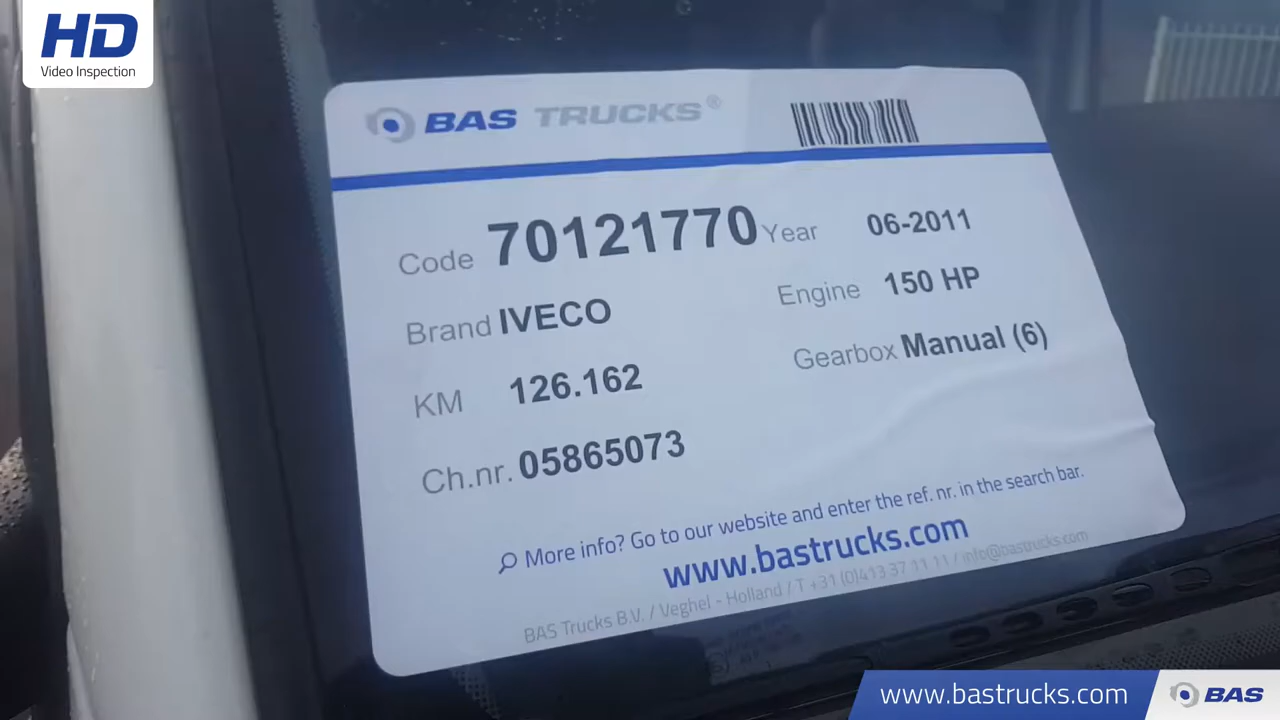 HD
Video Inspection
BAS TRUCKS®
Code 70121770 Year 06-2011
Brand IVECO Engine 150 HP
KM 126.162 Gearbox Manual (6)
Ch.nr. 05865073
More info? Go to our website and enter the ref. nr. in the search bar.
www.bastrucks.com
BAS Trucks B.V. / Veghel - Holland / T +31 (0)413 37 11 11 / info@bastrucks.com
www.bastrucks.com BAS